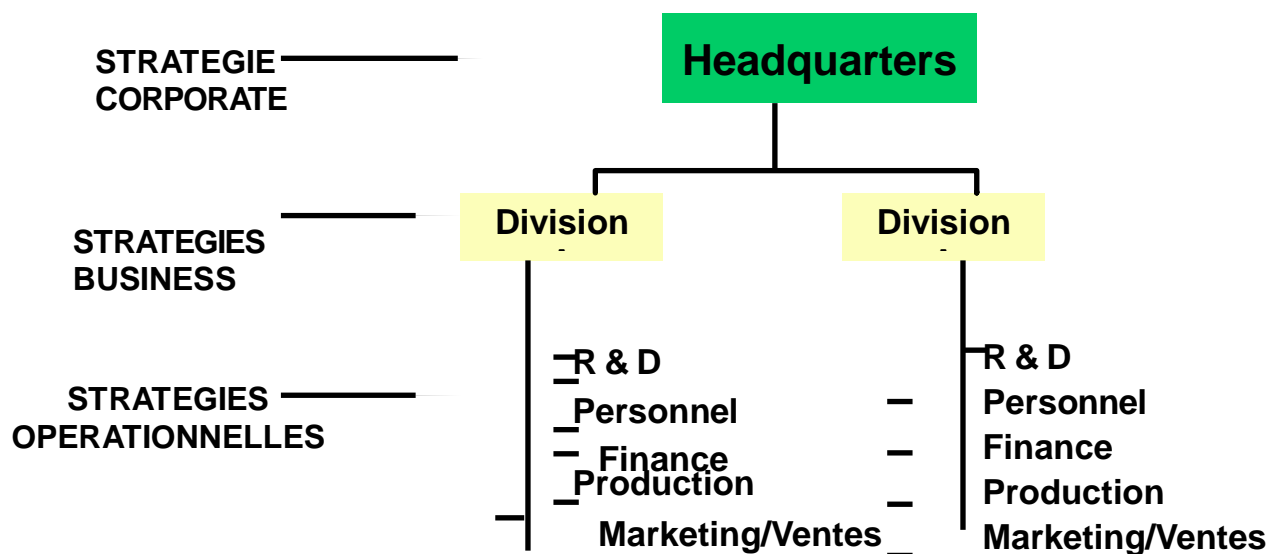 STRATEGIE
CORPORATE
Headquarters
STRATEGIES
BUSINESS
Division
Division
STRATEGIES
OPERATIONNELLES
R & D
Personnel
Finance
Production
Marketing/Ventes
R & D
Personnel
Finance
Production
Marketing/Ventes